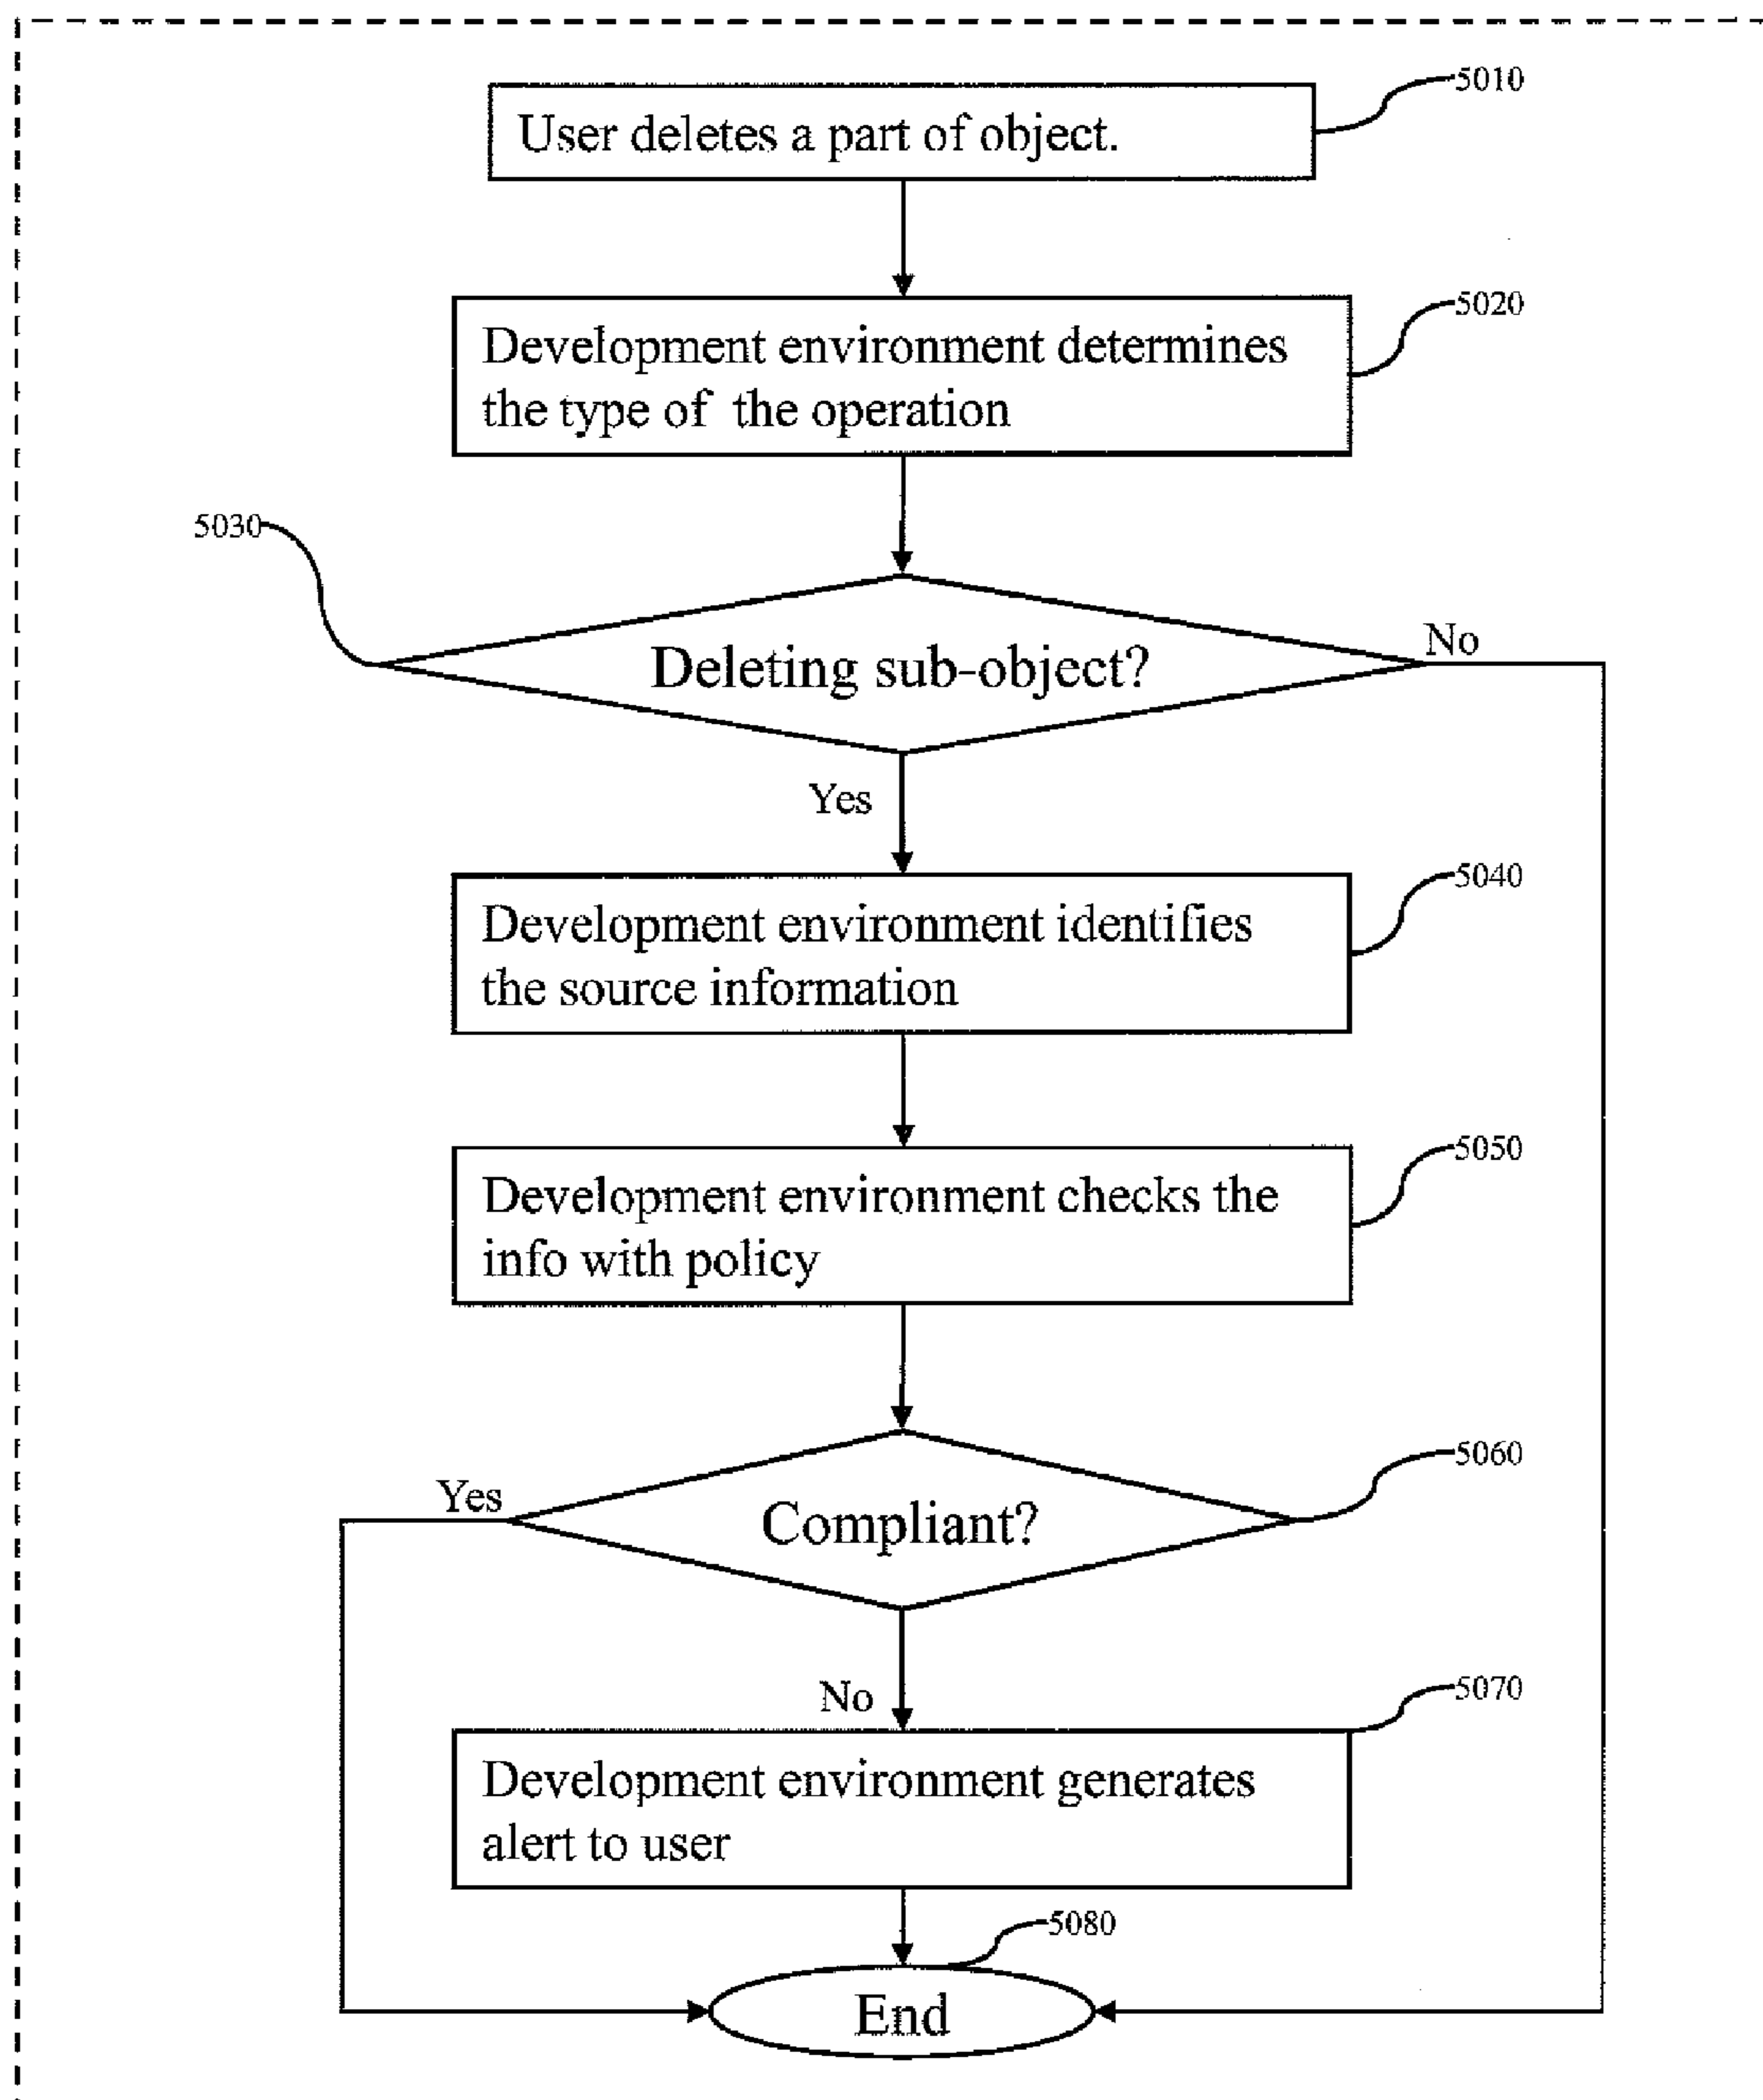 5010
User deletes a part of object.
5020
Development environment determines
the type of the operation
5030
Deleting sub-object?
No
Yes
5040
Development environment identifies
the source information
5050
Development environment checks the
info with policy
5060
Yes
Compliant?
No
5070
Development environment generates
alert to user
5080
End